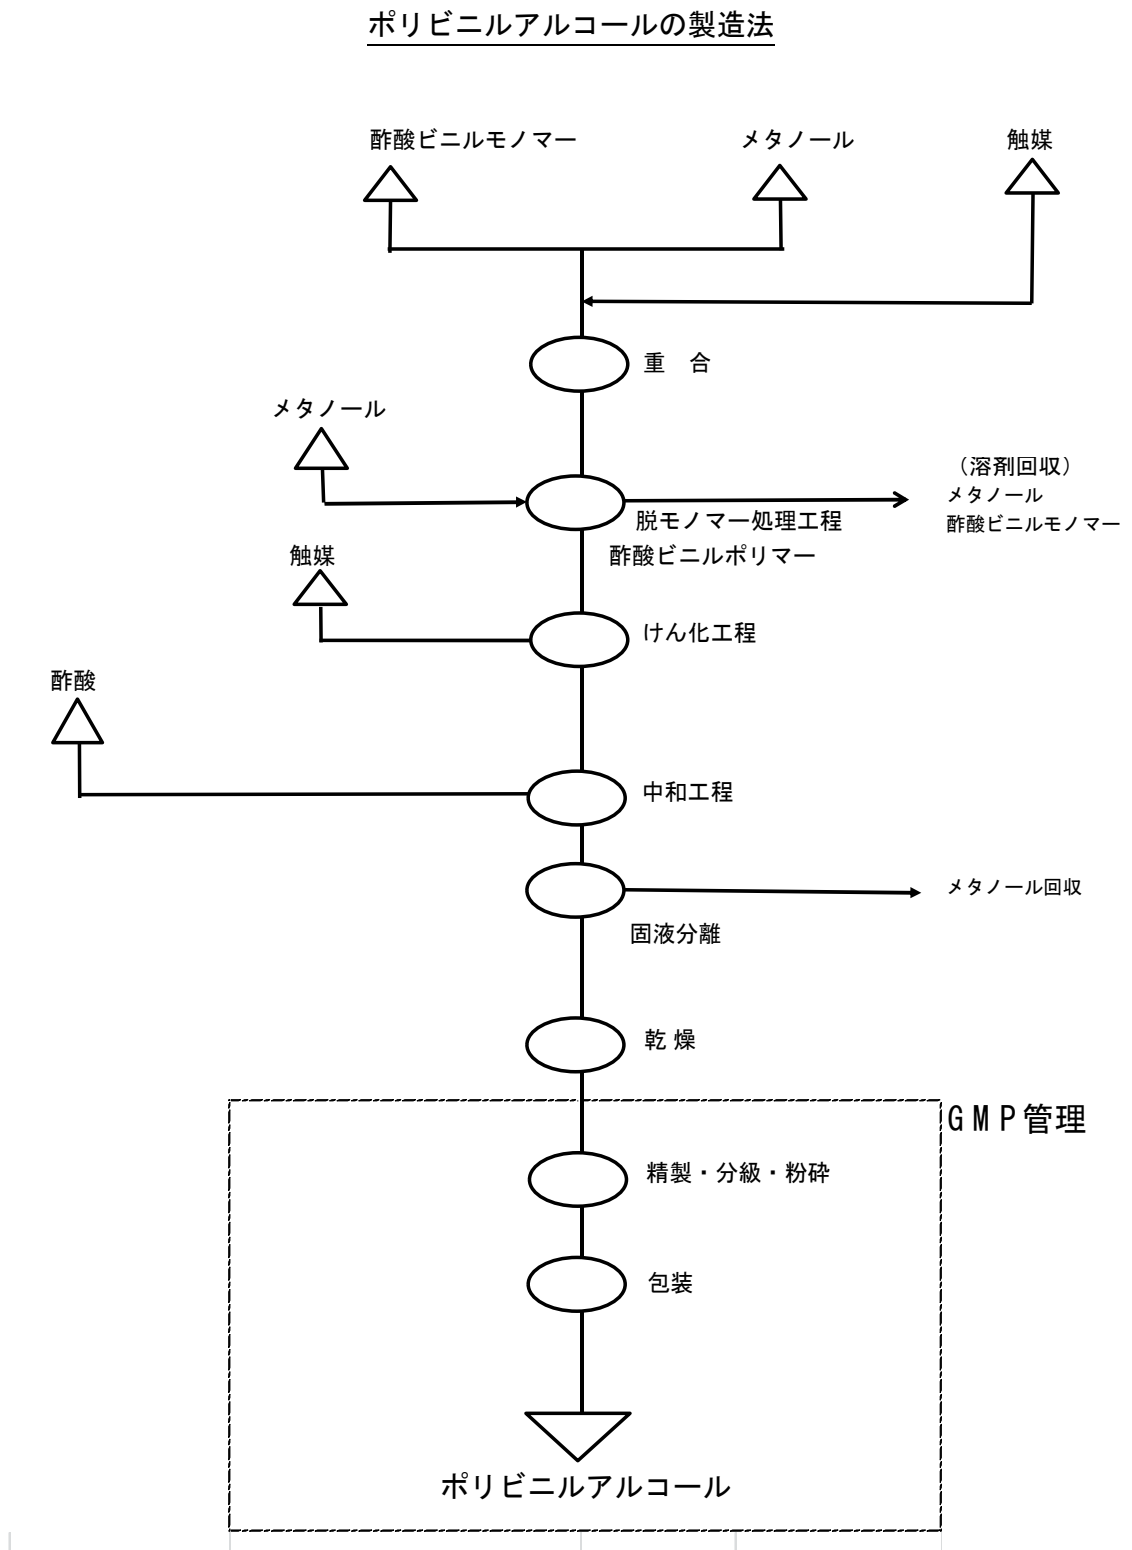 ポリビニルアルコールの製造法
酢酸ビニルモノマー
メタノール
触媒
重　合
メタノール
（溶剤回収）
メタノール
酢酸ビニルモノマー
脱モノマー処理工程
酢酸ビニルポリマー
触媒
けん化工程
酢酸
中和工程
メタノール回収
固液分離
乾 燥
ＧＭＰ管理
精製・分級・粉砕
包装
ポリビニルアルコール